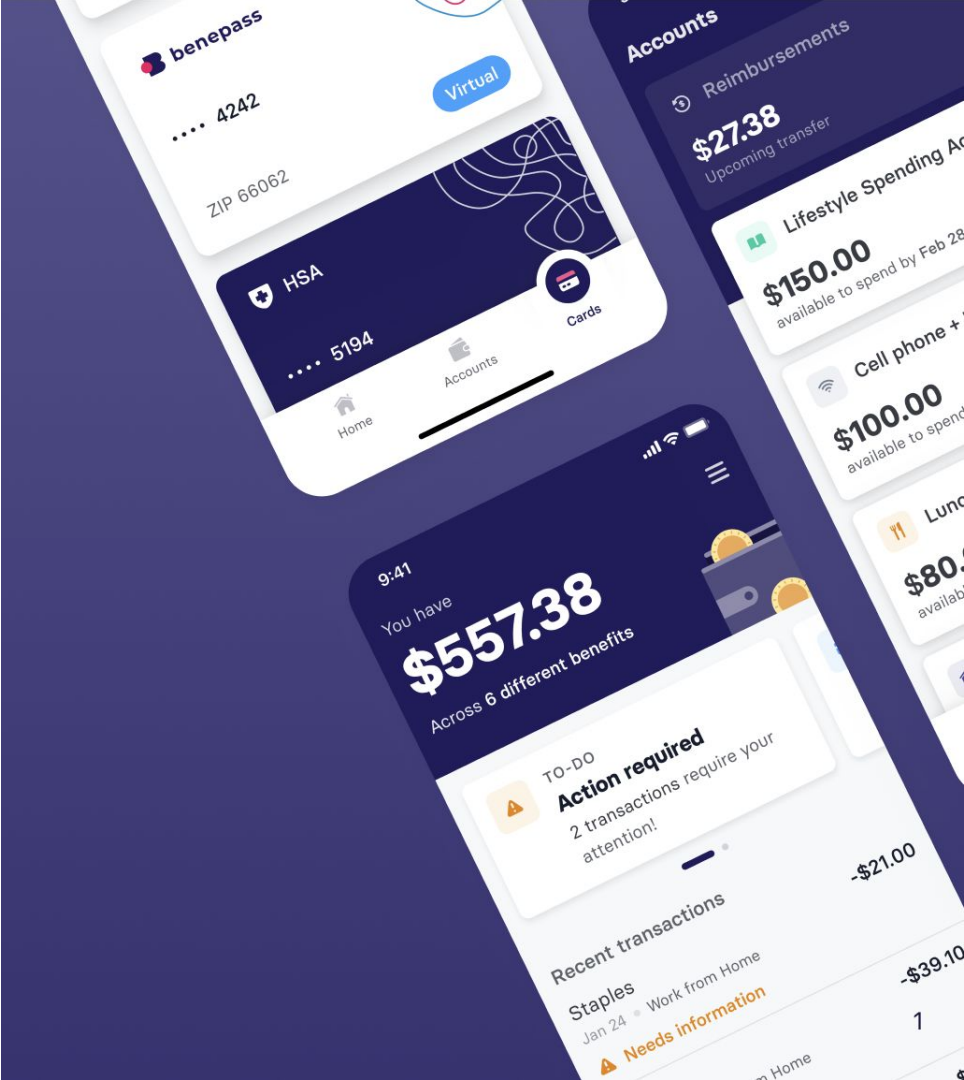 benepass
•••• 4242
Virtual
ZIP 66062
HSA
•••• 5194
Home
Accounts
Cards
Accounts
Reimbursements
$27.38
Upcoming transfer
Lifestyle Spending
$150.00
available to spend by Feb 28
Cell phone +
$100.00
available to spend
$80.
9:41
You have
$557.38
Across 6 different benefits
TO-DO
Action required
2 transactions require your
attention!
Recent transactions
Staples
-$21.00
Jan 24 • Work from Home
Needs information
-$39.10
Home